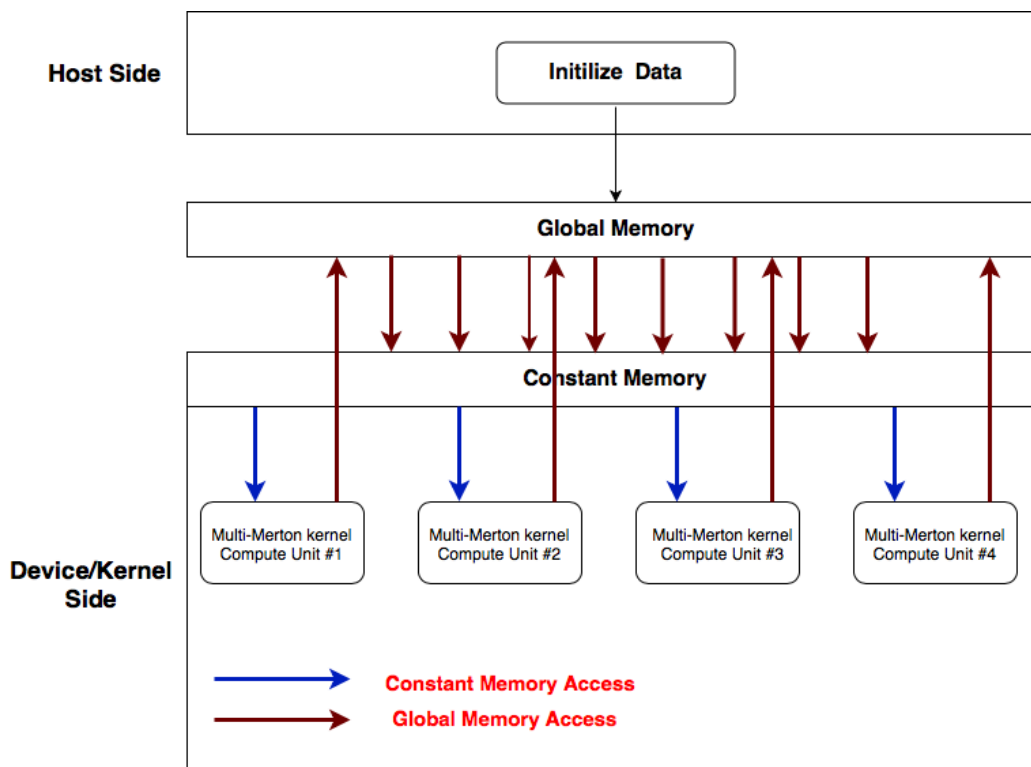 Host Side
Initilize Data
Global Memory
Constant Memory
Multi-Merton kernel
Compute Unit #1
Multi-Merton kernel
Compute Unit #2
Multi-Merton kernel
Compute Unit #3
Multi-Merton kernel
Compute Unit #4
Device/Kernel
Side
Constant Memory Access
Global Memory Access